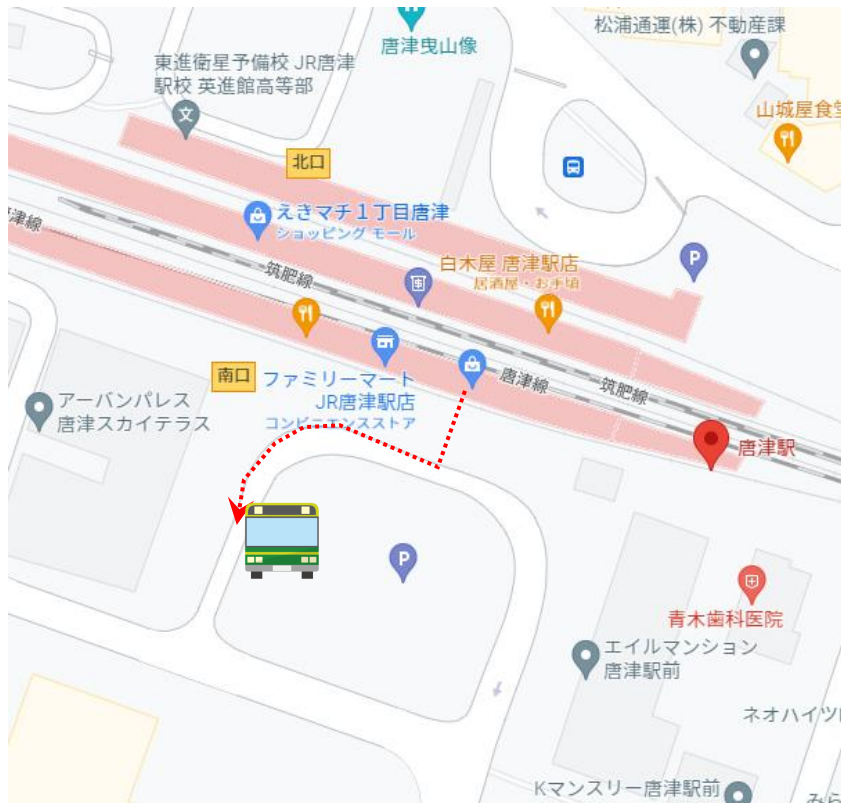 松浦通運(株) 不動産課
唐津曳山像
東進衛星予備校 JR唐津
駅校 英進館高等部
文
山城屋食堂
北口
えきマチ１丁目唐津
ショッピング モール
P
筑肥線
白木屋 唐津駅店
居酒屋・お手頃
津線
南口
ファミリーマート
JR唐津駅店
コンビニエンスストア
唐津線
筑肥線
アーバンパレス
唐津スカイテラス
唐津駅
P
青木歯科医院
エイルマンション
唐津駅前
ネオハイツ
Kマンスリー唐津駅前
みら